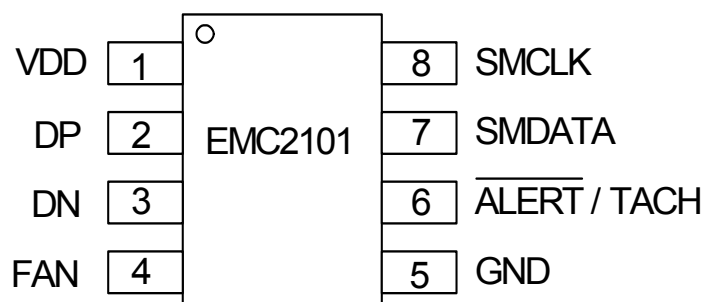 VDD 1 8 SMCLK
DP 2 EMC2101 7 SMDATA
DN 3 6 ALERT / TACH
FAN 4 5 GND